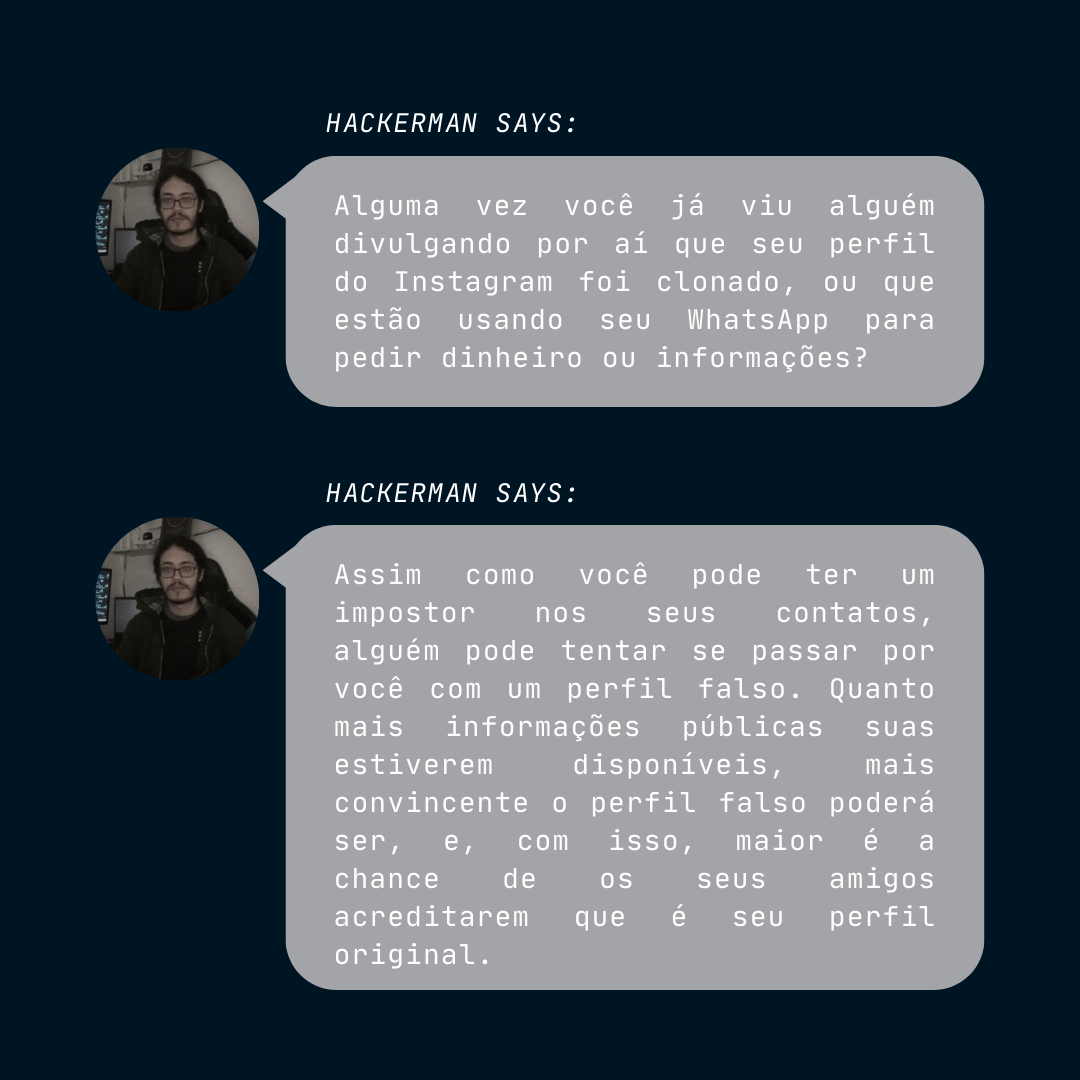 HACKERMAN SAYS:
Alguma vez você já viu alguém
divulgando por aí que seu perfil
do Instagram foi clonado, ou que
estão usando seu WhatsApp para
pedir dinheiro ou informações?
HACKERMAN SAYS:
Assim como você pode ter um
impostor nos seus contatos,
alguém pode tentar se passar por
você com um perfil falso. Quanto
mais informações públicas suas
estiverem disponíveis, mais
convincente o perfil falso poderá
ser, e, com isso, maior é a
chance de os seus amigos
acreditarem que é seu perfil
original.